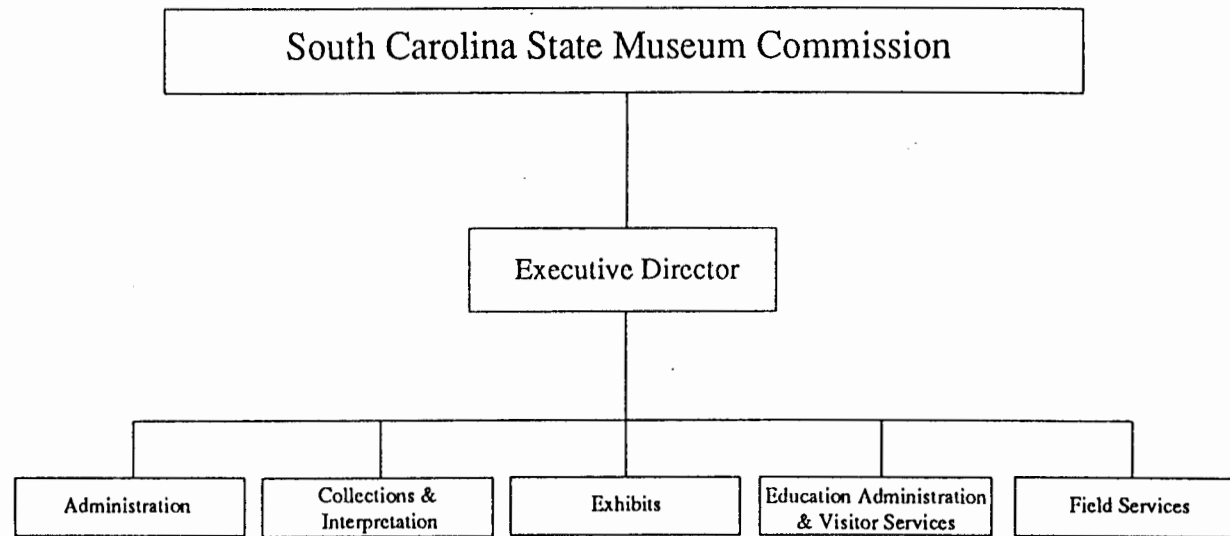 South Carolina State Museum Commission
Executive Director
Administration
Collections &
Interpretation
Exhibits
Education Administration
& Visitor Services
Field Services